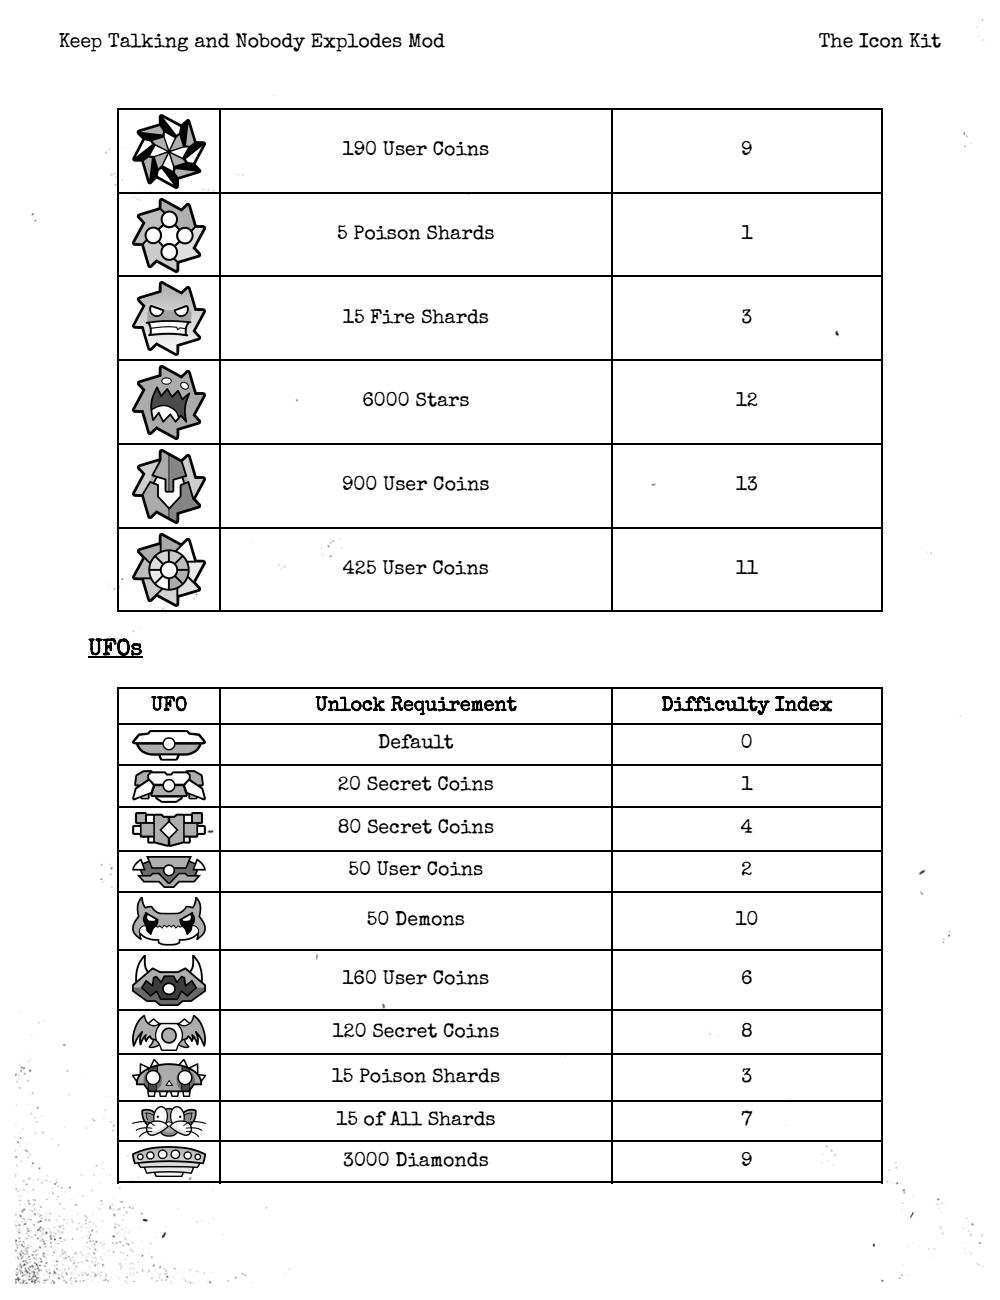 Keep Talking and Nobody Explodes Mod The Icon Kit
190 User Coins 9
5 Poison Shards 1
15 Fire Shards 3
6000 Stars 12
900 User Coins 13
425 User Coins 11
UFOs
UFO Unlock Requirement Difficulty Index
Default 0
20 Secret Coins 1
80 Secret Coins 4
50 User Coins 2
50 Demons 10
160 User Coins 6
120 Secret Coins 8
15 Poison Shards 3
15 of All Shards 7
3000 Diamonds 9